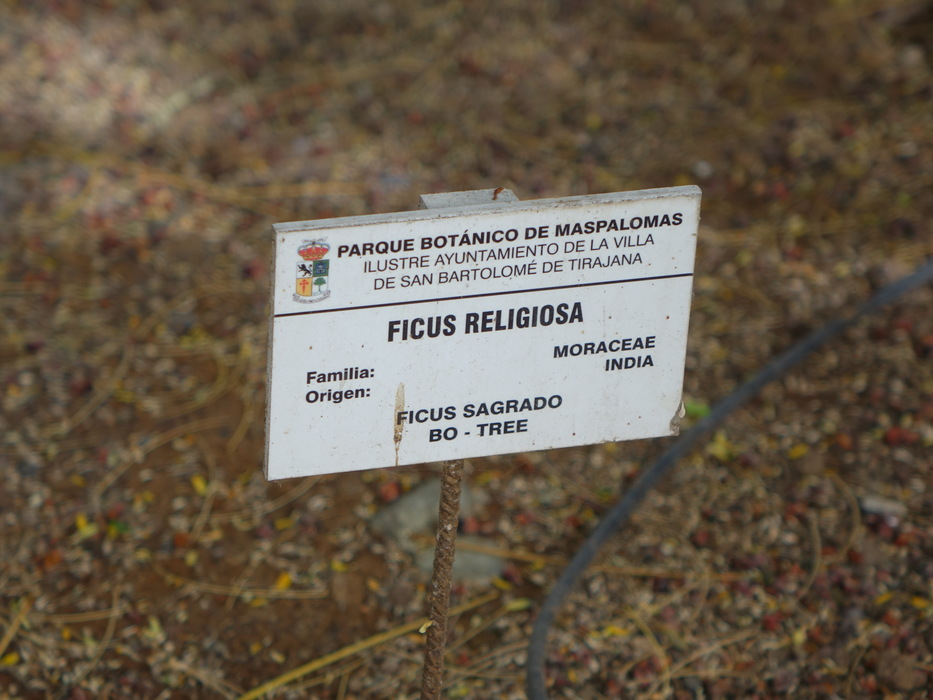 PARQUE BOTÁNICO DE MASPALOMAS
ILUSTRE AYUNTAMIENTO DE LA VILLA
DE SAN BARTOLOMÉ DE TIRAJANA
FICUS RELIGIOSA
Familia: MORACEAE
Origen: INDIA
FICUS SAGRADO
BO - TREE